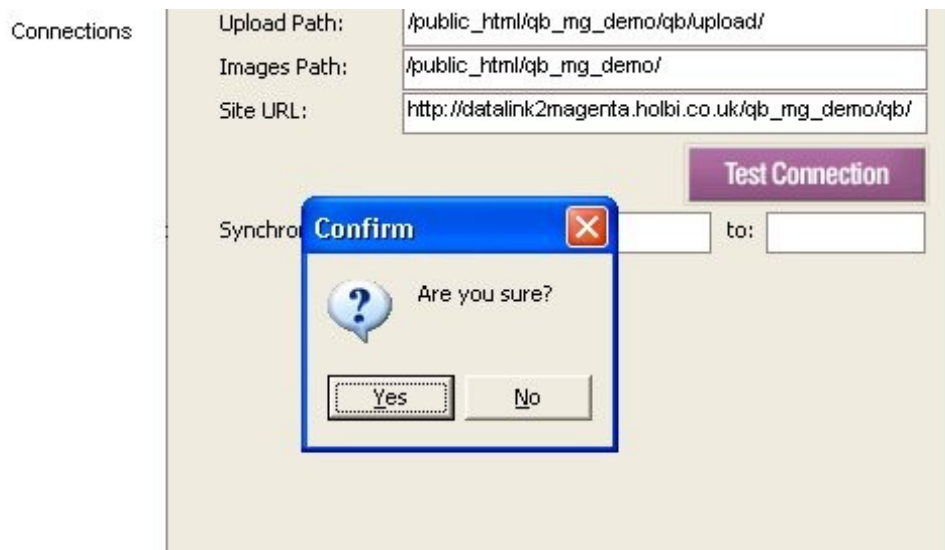 Connections
Upload Path: /public_html/qb_mg_demo/qb/upload/
Images Path: /public_html/qb_mg_demo/
Site URL: http://datalink2magenta.holbi.co.uk/qb_mg_demo/qb/
Test Connection
Synchro to:
Confirm
Are you sure?
Yes No